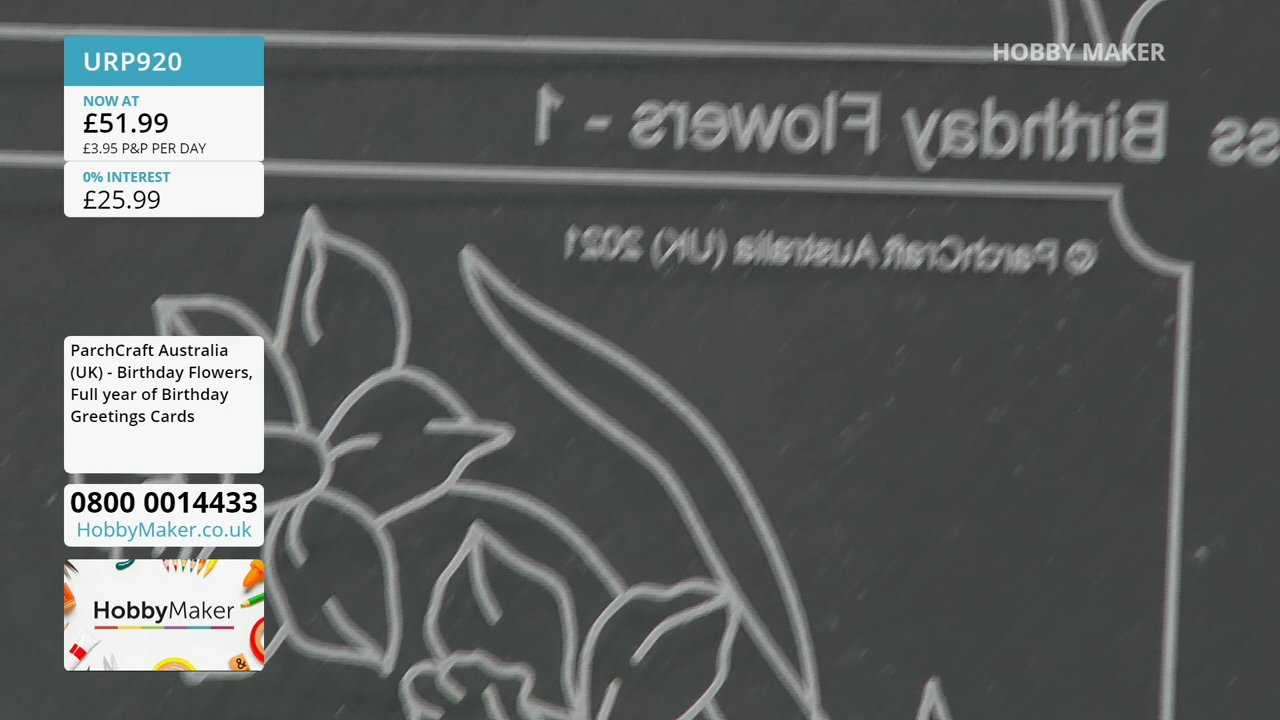 URP920
NOW AT
£51.99
£3.95 P&P PER DAY
0% INTEREST
£25.99
HOBBY MAKER
ss Birthday Flowers - 1
© ParchCraft Australia (UK) 2021
ParchCraft Australia
(UK) - Birthday Flowers,
Full year of Birthday
Greetings Cards
0800 0014433
HobbyMaker.co.uk
HobbyMaker
&